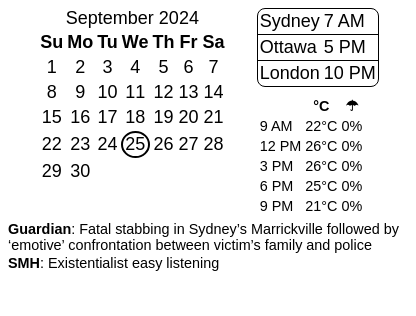 September 2024
Su Mo Tu We Th Fr Sa
1 2 3 4 5 6 7
8 9 10 11 12 13 14
15 16 17 18 19 20 21
22 23 24 25 26 27 28
29 30
Sydney 7 AM
Ottawa 5 PM
London 10 PM
°C ☂
9 AM 22°C 0%
12 PM 26°C 0%
3 PM 26°C 0%
6 PM 25°C 0%
9 PM 21°C 0%
Guardian: Fatal stabbing in Sydney’s Marrickville followed by
‘emotive’ confrontation between victim’s family and police
SMH: Existentialist easy listening